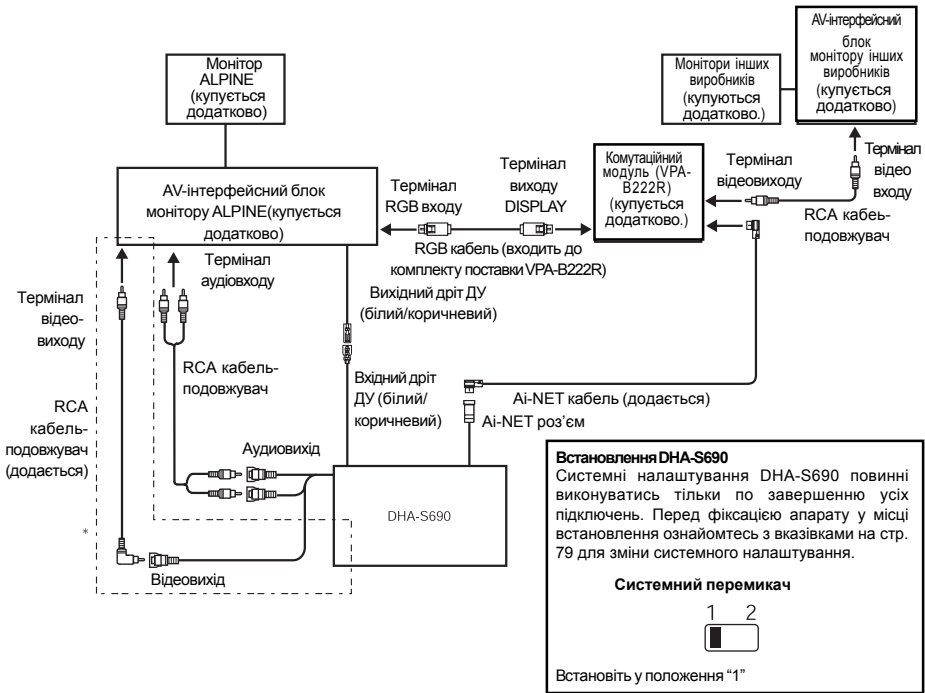 AV-інтерфейсний
блок
монітору інших
виробників
(купується
додатково)
Монітор
ALPINE
(купується
додатково)
Монітори інших
виробників
(купуються
додатково.)
Термінал
відео
входу
Комутаційний
модуль (VPA-
B222R)
(купується
додатково.)
Термінал
відеовиходу
RCA кабеь-
подовжувач
AV-інтерфейсний блок
монітору ALPINE(купується
додатково)
Термінал
RGB входу
Термінал
виходу
DISPLAY
RGB кабель (входить до
комплекту поставки VPA-B222R)
Термінал
аудіовходу
Вихідний дріт ДУ
(білий/коричневий)
Термінал
відео-
виходу
RCA кабель-
подовжувач
Вхідний дріт
ДУ (білий/
коричневий)
Ai-NET кабель (додається)
Ai-NET роз’єм
RCA
кабель-
подовжувач
(додається)
*
Аудиовихід
DHA-S690
Відеовихід
Встановлення DHA-S690
Системні налаштування DHA-S690 повинні
виконуватись тільки по завершенню усіх
підключень. Перед фіксацією апарату у місці
встановлення ознайомтесь з вказівками на стр.
79 для зміни системного налаштування.
Системний перемикач
1 2
Встановіть у положення “1”